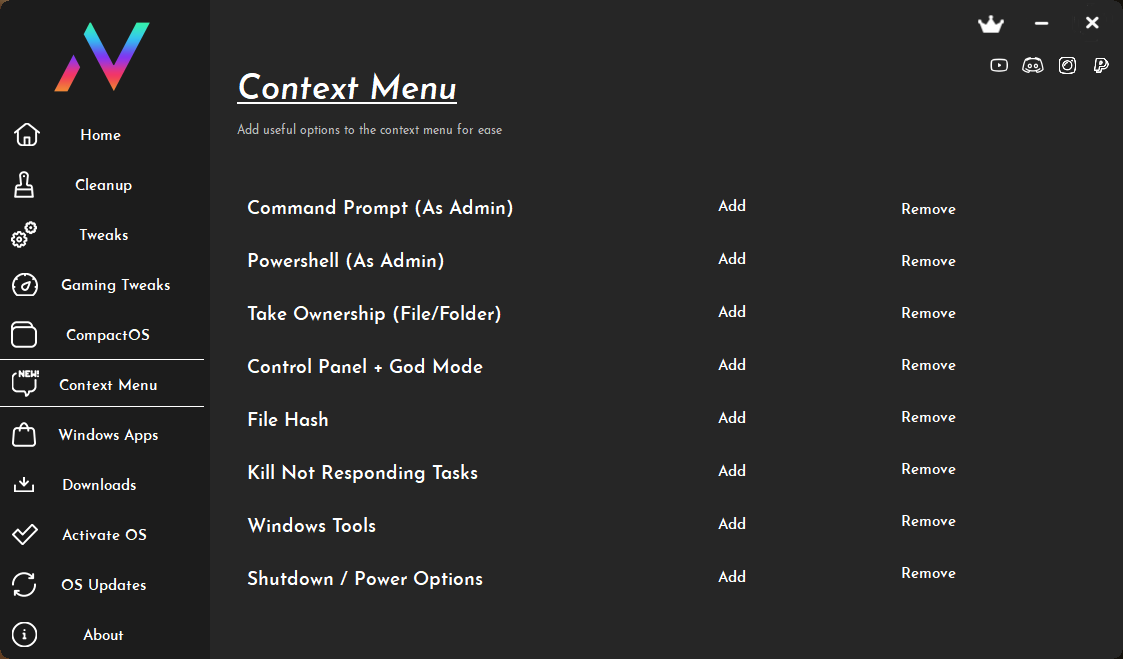 Context Menu
Add useful options to the context menu for ease
Home
Cleanup
Tweaks
Gaming Tweaks
CompactOS
NEW!
Context Menu
Windows Apps
Downloads
Activate OS
OS Updates
About
Command Prompt (As Admin) Add Remove
Powershell (As Admin) Add Remove
Take Ownership (File/Folder) Add Remove
Control Panel + God Mode Add Remove
File Hash Add Remove
Kill Not Responding Tasks Add Remove
Windows Tools Add Remove
Shutdown / Power Options Add Remove